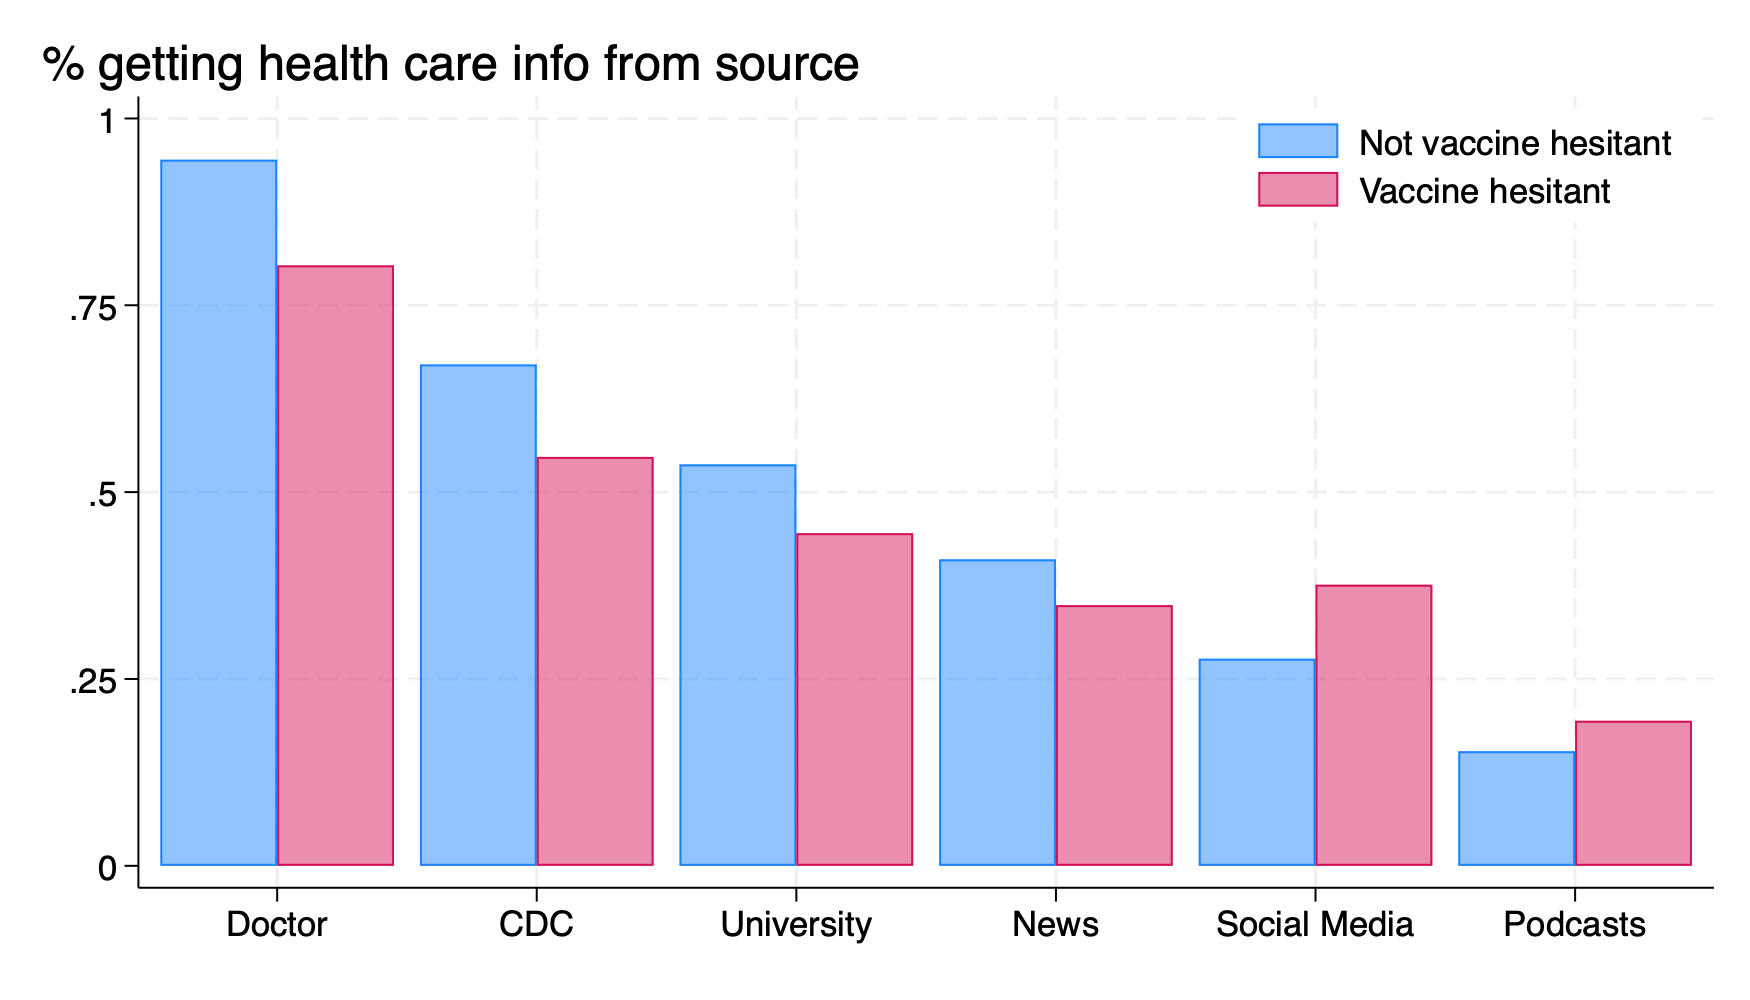 % getting health care info from source
1
.75
.5
.25
0
Not vaccine hesitant
Vaccine hesitant
Doctor
CDC
University
News
Social Media
Podcasts